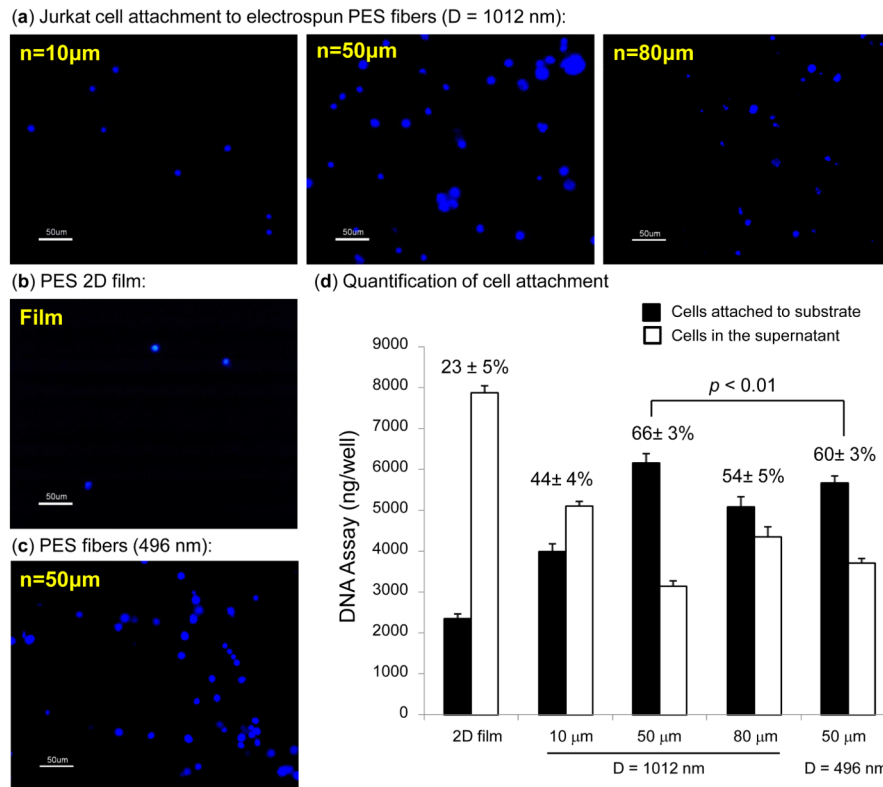 (a) Jurkat cell attachment to electrospun PES fibers (D = 1012 nm):
n=10μm
n=50μm
n=80μm
50um
50um
50um
(b) PES 2D film:
Film
50um
(c) PES fibers (496 nm):
n=50μm
50um
(d) Quantification of cell attachment
Cells attached to substrate
Cells in the supernatant
DNA Assay (ng/well)
9000
8000
7000
6000
5000
4000
3000
2000
1000
0
23 ± 5%
44± 4%
66± 3%
54± 5%
60± 3%
p < 0.01
2D film
10 μm
50 μm
80 μm
50 μm
D = 1012 nm
D = 496 nm